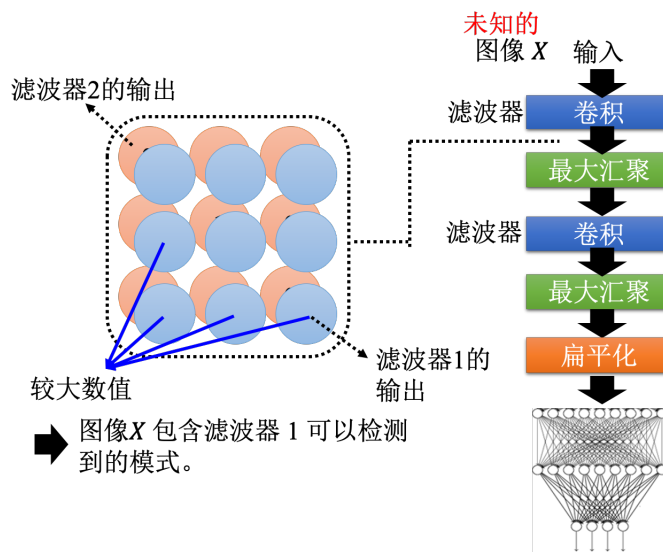 未知的
图像 X 输入
滤波器2的输出
滤波器
卷积
最大汇聚
滤波器
卷积
最大汇聚
扁平化
滤波器1的
输出
较大数值
图像X 包含滤波器 1 可以检测
到的模式。